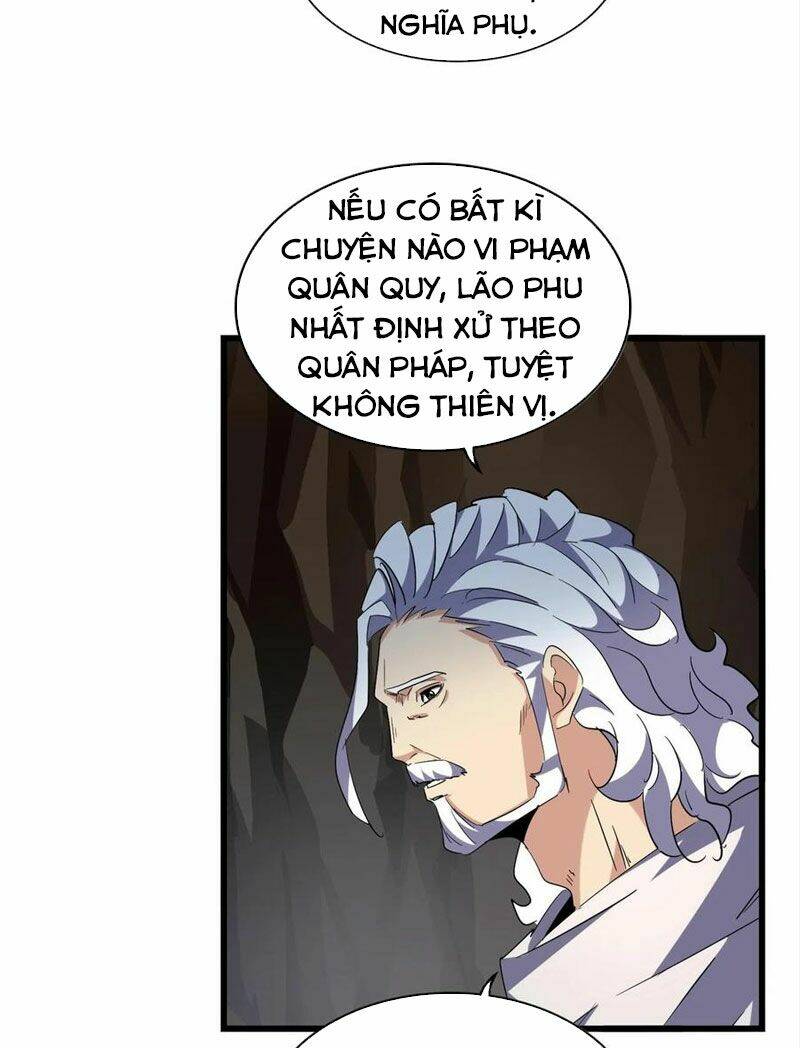 NGHĨA PHỤ.
NẾU CÓ BẤT KÌ
CHUYỆN NÀO VI PHẠM
QUÂN QUY, LÃO PHU
NHẤT ĐỊNH XỬ THEO
QUÂN PHÁP, TUYỆT
KHÔNG THIÊN VỊ.